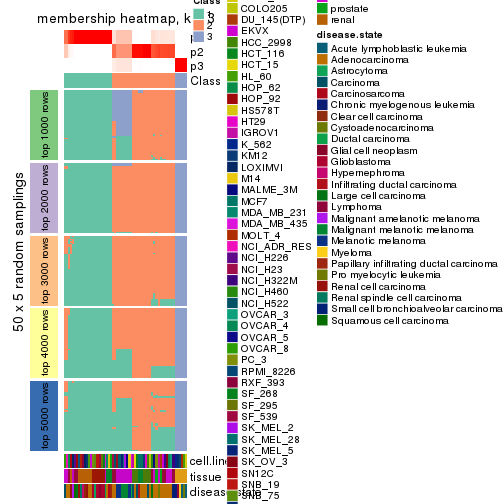 membership heatmap, k = 3
p2
p3
Class
top 1000 rows
top 2000 rows
top 3000 rows
top 4000 rows
top 5000 rows
50 x 5 random samplings
cell.line
tissue
disease.state
Class
1
2
3
COLO205
DU_145(DTP)
EKVX
HCC_2998
HCT_116
HCT_15
HL_60
HOP_62
HOP_92
HS578T
HT29
IGROV1
K_562
KM12
LOXIMVI
M14
MALME_3M
MCF7
MDA_MB_231
MDA_MB_435
MOLT_4
NCI_ADR_RES
NCI_H226
NCI_H23
NCI_H322M
NCI_H460
NCI_H522
OVCAR_3
OVCAR_4
OVCAR_5
OVCAR_8
PC_3
RPMI_8226
RXF_393
SF_268
SF_295
SF_539
SK_MEL_2
SK_MEL_28
SK_MEL_5
SK_OV_3
SN12C
SNB_19
SNB_75
prostate
renal
disease.state
Acute lymphoblastic leukemia
Adenocarcinoma
Astrocytoma
Carcinoma
Carcinosarcoma
Chronic myelogenous leukemia
Clear cell carcinoma
Cystoadenocarcinoma
Ductal carcinoma
Glial cell neoplasm
Glioblastoma
Hypernephroma
Infiltrating ductal carcinoma
Large cell carcinoma
Lymphoma
Malignant amelanotic melanoma
Malignant melanotic melanoma
Melanotic melanoma
Myeloma
Papillary infiltrating ductal carcinoma
Pro myelocytic leukemia
Renal cell carcinoma
Renal spindle cell carcinoma
Small cell bronchioalveolar carcinoma
Squamous cell carcinoma